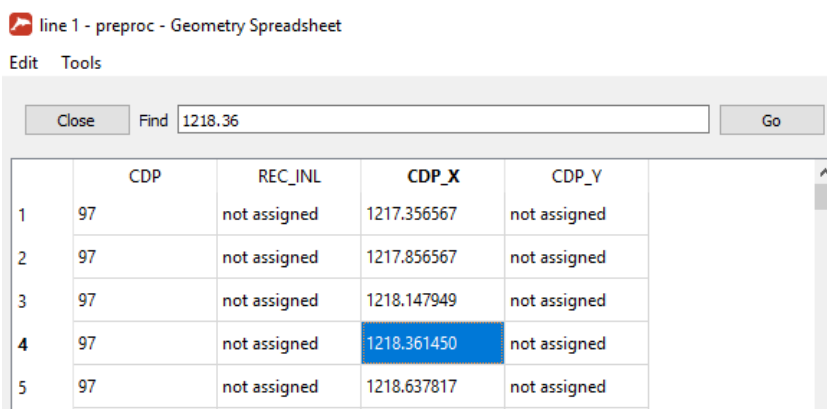 line 1 - preproc - Geometry Spreadsheet
Edit Tools
Close Find 1218.36 Go
CDP REC_INL CDP_X CDP_Y
1 97 not assigned 1217.356567 not assigned
2 97 not assigned 1217.856567 not assigned
3 97 not assigned 1218.147949 not assigned
4 97 not assigned 1218.361450 not assigned
5 97 not assigned 1218.637817 not assigned